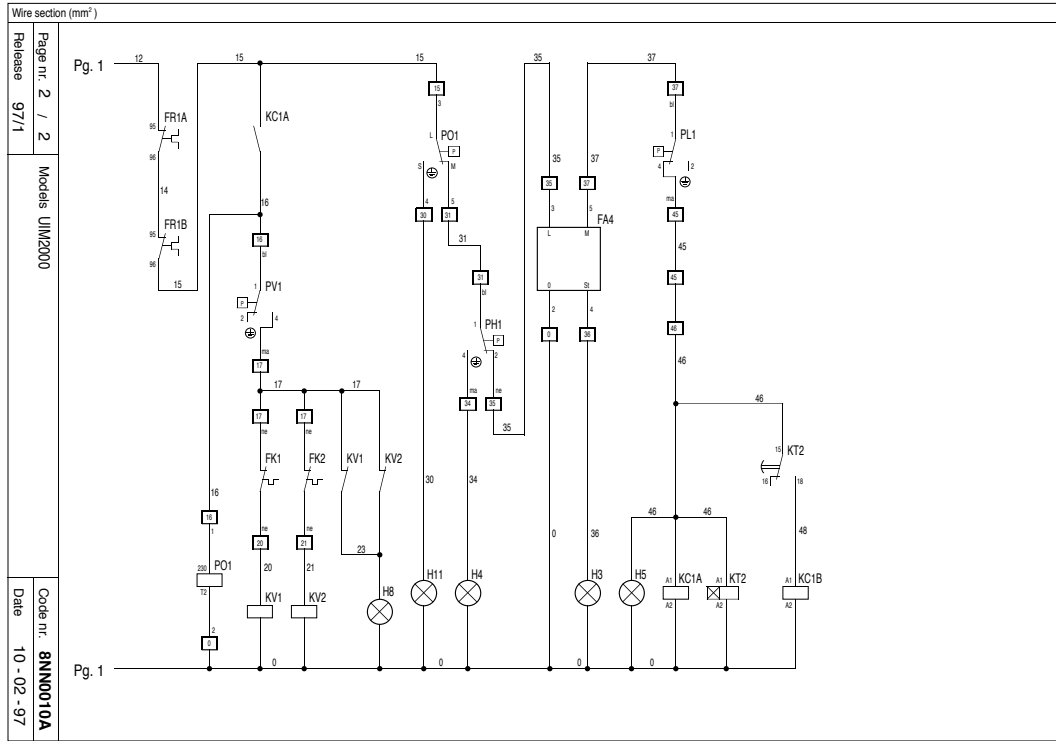 Wire section (mm²)
Page nr. 2 / 2
Release 97/1
Models UIM2000
Code nr. 8NN0010A
Date 10 - 02 - 97
Pg. 1
12
15
15
35
37
15
3
37
bl
FR1A
95
96
KC1A
L
PO1
P
S
M
1
PL1
P
4
2
35
37
35
37
3
5
14
16
4
5
30
31
ma
45
FR1B
95
96
16
bl
31
FA4
L
M
0
St
45
15
1
PV1
P
2
4
31
bl
45
2
4
0
36
46
1
PH1
P
4
2
ma
17
46
17
17
ma
ne
34
35
46
17
17
ne
ne
35
FK1
FK2
KV1
KV2
15
KT2
16
18
30
34
16
16
1
ne
ne
20
21
46
46
48
0
36
23
230
PO1
T2
20
21
H8
H11
H4
H3
H5
A1
KC1A
A2
A1
KT2
A2
A1
KC1B
A2
KV1
KV2
2
0
Pg. 1
0
0
0
0
0